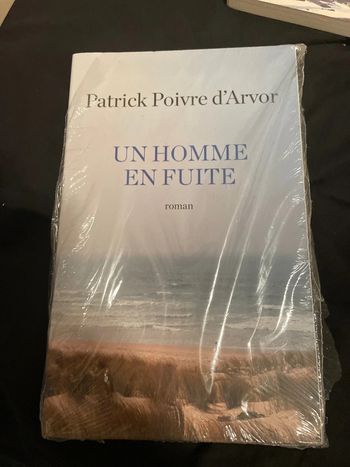 Patrick Poivre d'Arvor
UN HOMME
EN FUITE
roman